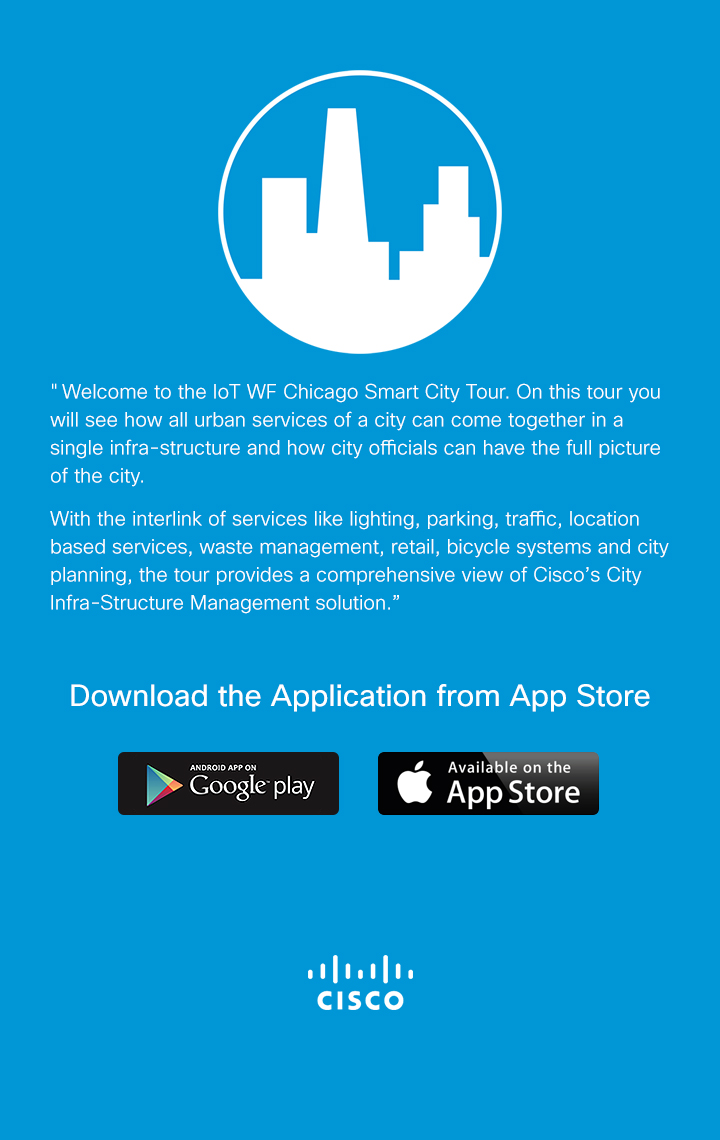 " Welcome to the IoT WF Chicago Smart City Tour. On this tour you
will see how all urban services of a city can come together in a
single infra-structure and how city officials can have the full picture
of the city.
With the interlink of services like lighting, parking, traffic, location
based services, waste management, retail, bicycle systems and city
planning, the tour provides a comprehensive view of Cisco's City
Infra-Structure Management solution.”
Download the Application from App Store
ANDROID APP ON
Google play
Available on the
App Store
CISCO